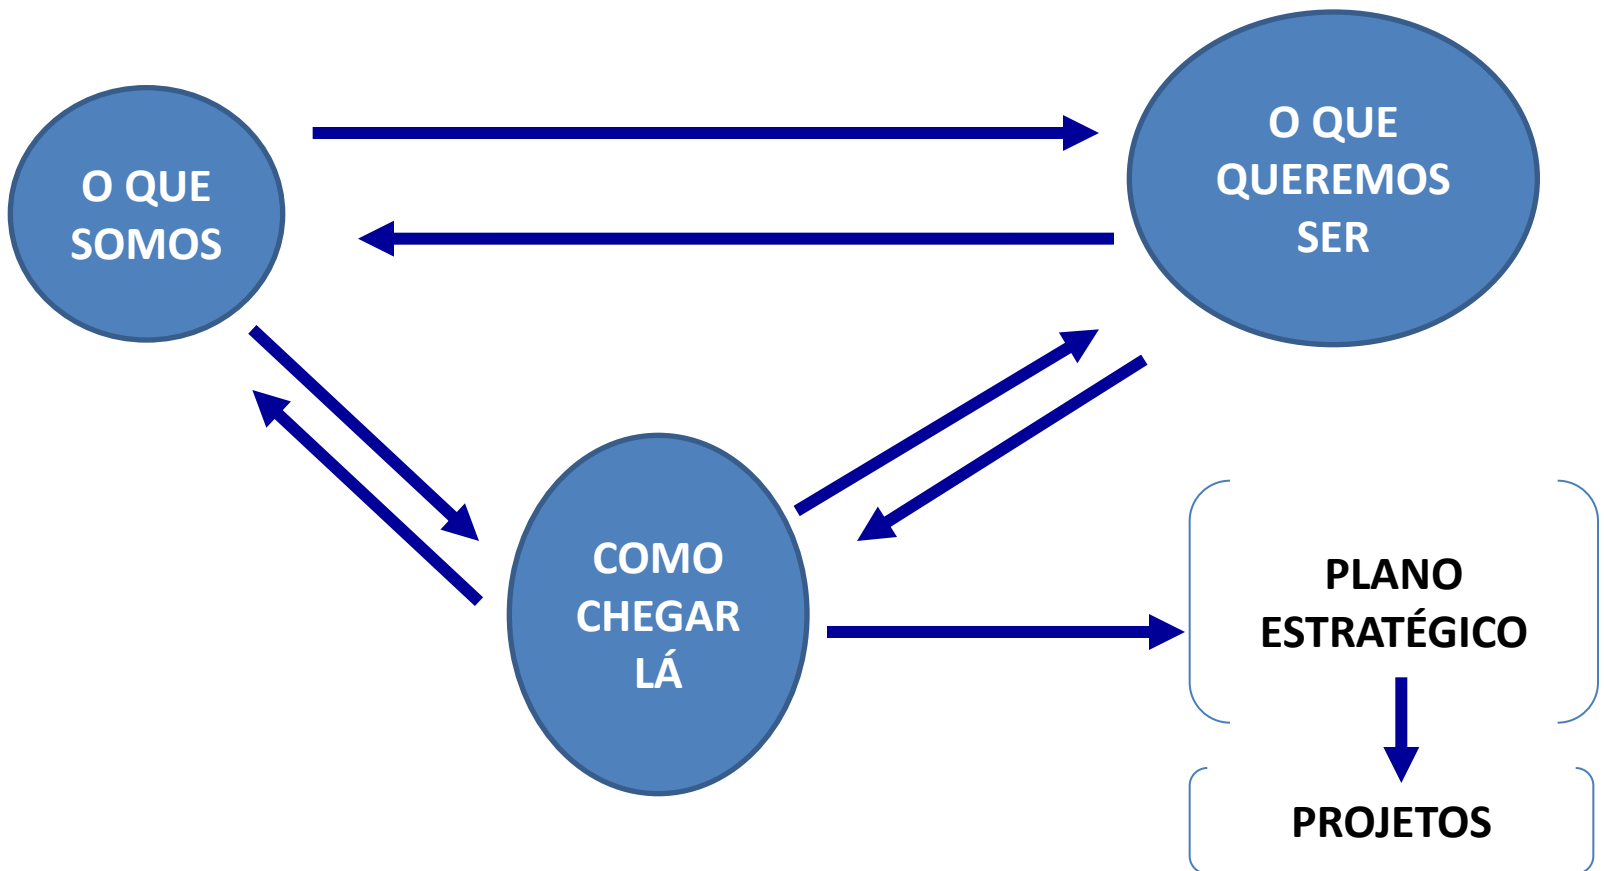 O QUE
SOMOS
O QUE
QUEREMOS
SER
COMO
CHEGAR
LÁ
PLANO
ESTRATÉGICO
PROJETOS